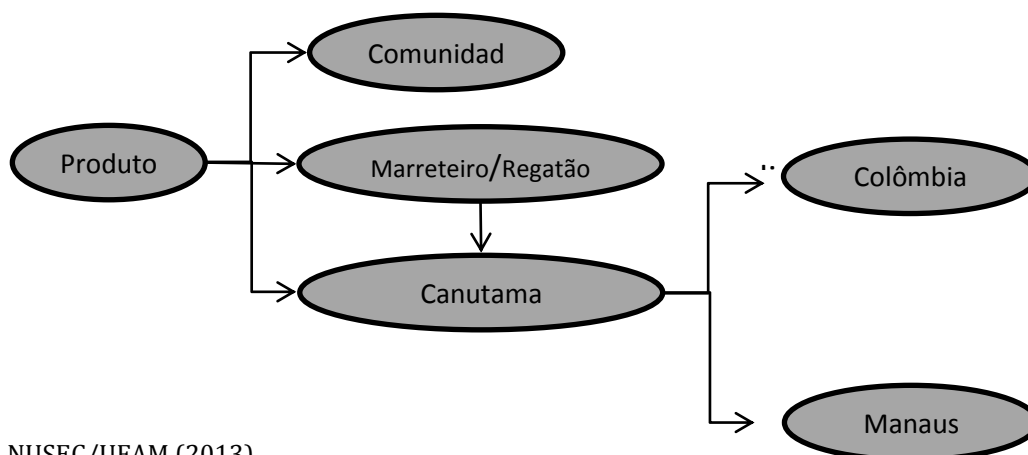 Comunidad
Produto
Marreteiro/Regatão
Colômbia
Canutama
Manaus
NUSEC/UFAM (2013)